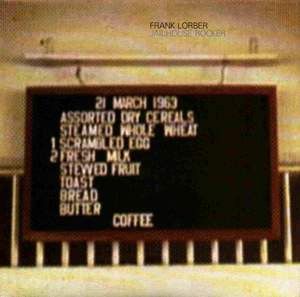 FRANK LORBER
JAILHOUSE ROCKER
21 MARCH 1963
ASSORTED DRY CEREALS
STEAMED WHOLE WHEAT
1 SCRAMBLED EGG
2 FRESH MILK
STEWED FRUIT
TOAST
BREAD
BUTTER
COFFEE